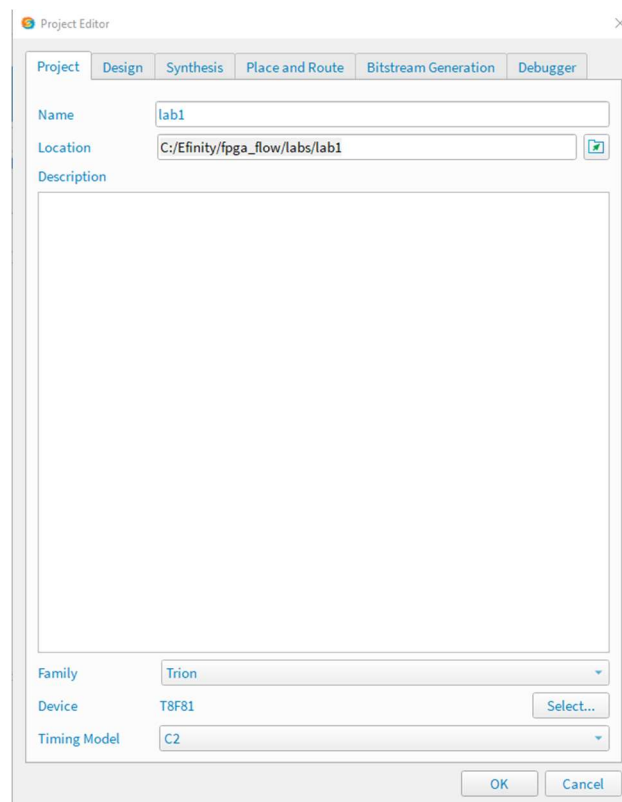 Project Editor
Project Design Synthesis Place and Route Bitstream Generation Debugger
Name lab1
Location C:/Efinity/fpga_flow/labs/lab1
Description
Family Trion
Device T8F81 Select...
Timing Model C2
OK Cancel